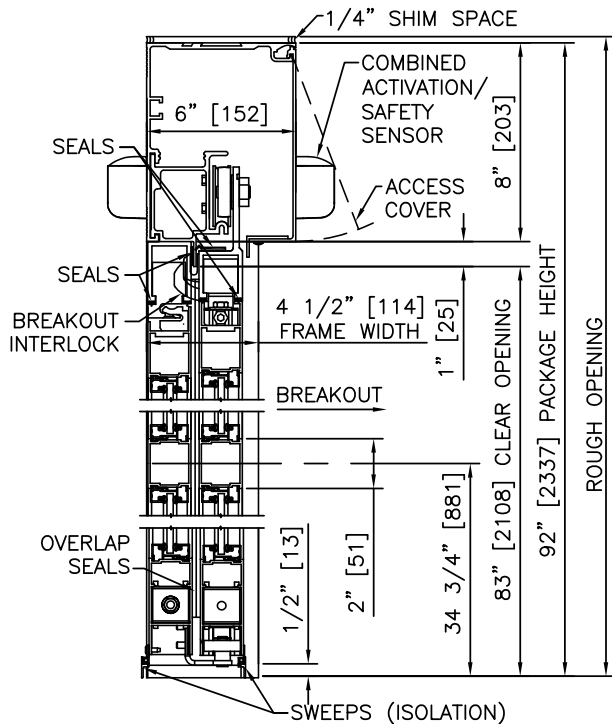 1/4” SHIM SPACE
COMBINED
ACTIVATION/
SAFETY
SENSOR
6” [152]
SEALS
8” [203]
ACCESS
COVER
SEALS
4 1/2” [114]
FRAME WIDTH
BREAKOUT
INTERLOCK
1” [25]
BREAKOUT
83” [2108] CLEAR OPENING
92” [2337] PACKAGE HEIGHT
ROUGH OPENING
34 3/4” [881]
2” [51]
1/2” [13]
OVERLAP
SEALS
SWEEPS (ISOLATION)